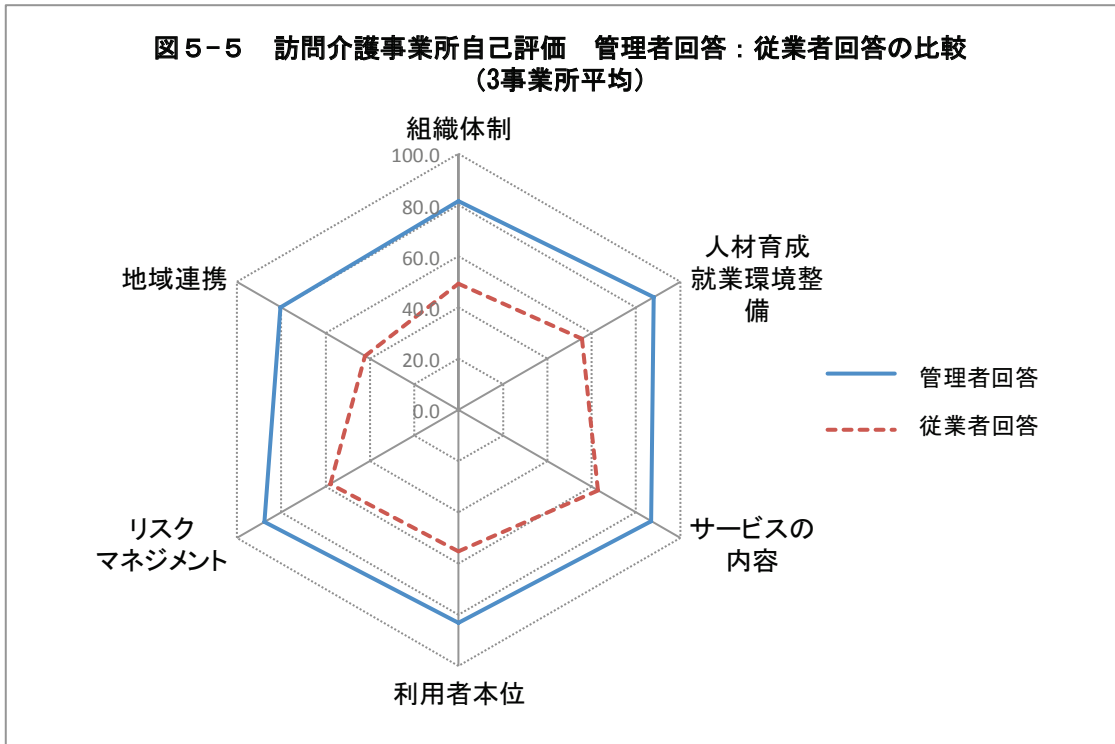 図5-5　訪問介護事業所自己評価　管理者回答：従業者回答の比較
(3事業所平均)
組織体制
100.0
80.0
60.0
40.0
20.0
0.0
人材育成
就業環境整
備
サービスの
内容
利用者本位
リスク
マネジメント
地域連携
管理者回答
従業者回答